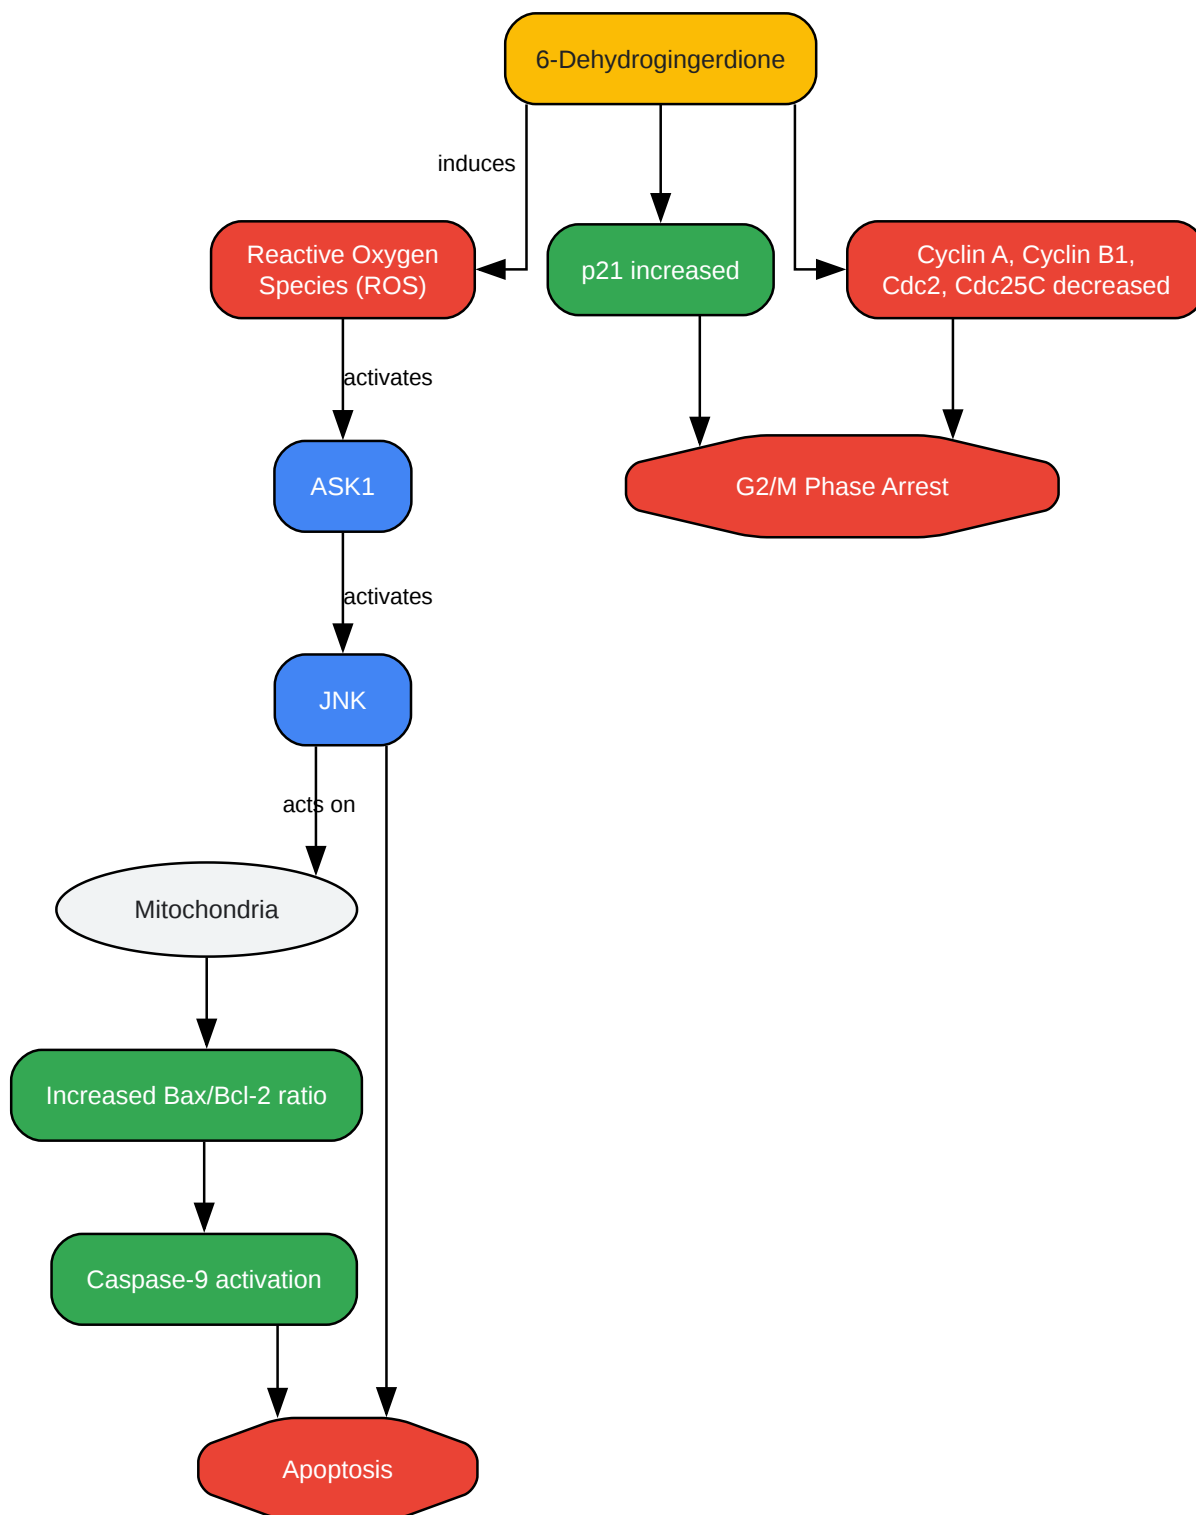 6-Dehydrogingerdione
induces
Reactive Oxygen
Species (ROS)
p21 increased
Cyclin A, Cyclin B1,
Cdc2, Cdc25C decreased
activates
ASK1
G2/M Phase Arrest
activates
JNK
acts on
Mitochondria
Increased Bax/Bcl-2 ratio
Caspase-9 activation
Apoptosis